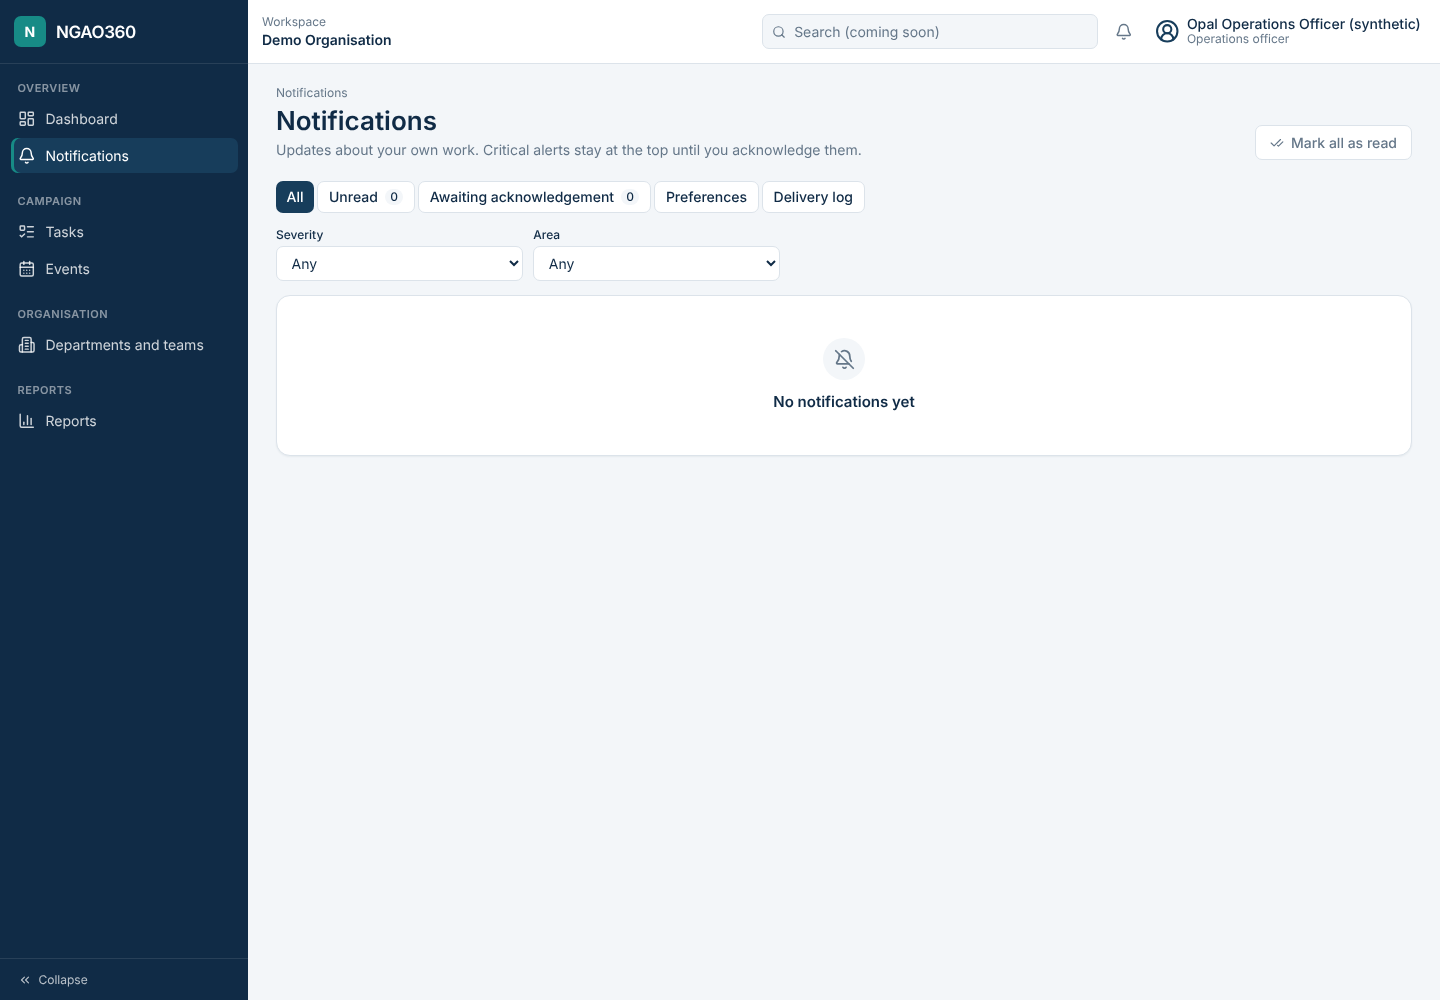 N NGAO360
OVERVIEW
Dashboard
Notifications
CAMPAIGN
Tasks
Events
ORGANISATION
Departments and teams
REPORTS
Reports
Collapse
Workspace
Demo Organisation
Search (coming soon)
Opal Operations Officer (synthetic)
Operations officer
Notifications
Notifications
Updates about your own work. Critical alerts stay at the top until you acknowledge them.
Mark all as read
All Unread 0 Awaiting acknowledgement 0 Preferences Delivery log
Severity Area
Any Any
No notifications yet